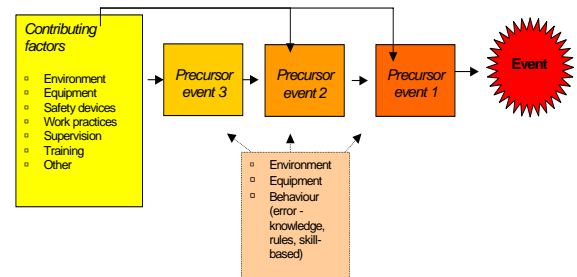 Contributing
factors
Environment
Equipment
Safety devices
Work practices
Supervision
Training
Other
Precursor
event 3
Precursor
event 2
Precursor
event 1
Event
Environment
Equipment
Behaviour
(error -
knowledge,
rules, skill-
based)